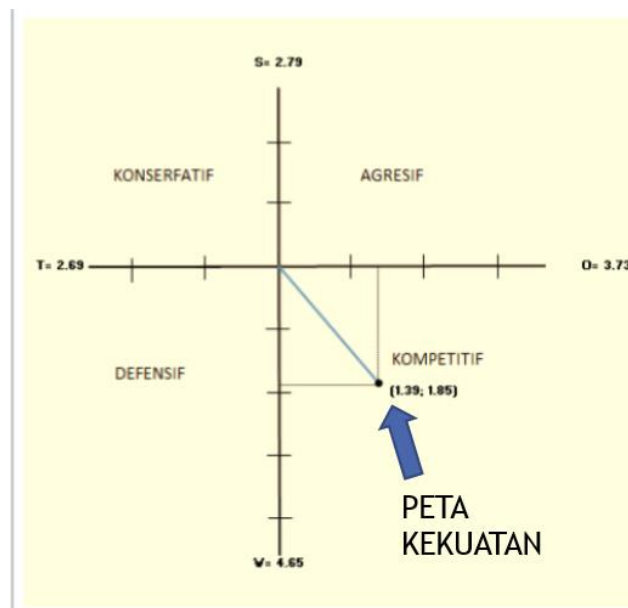 S= 2.79
KONSERFATIF
AGRESIF
T= 2.69
O= 3.73
DEFENSIF
KOMPETITIF
(1.39; 1.85)
PETA
KEKUATAN
W= 4.65